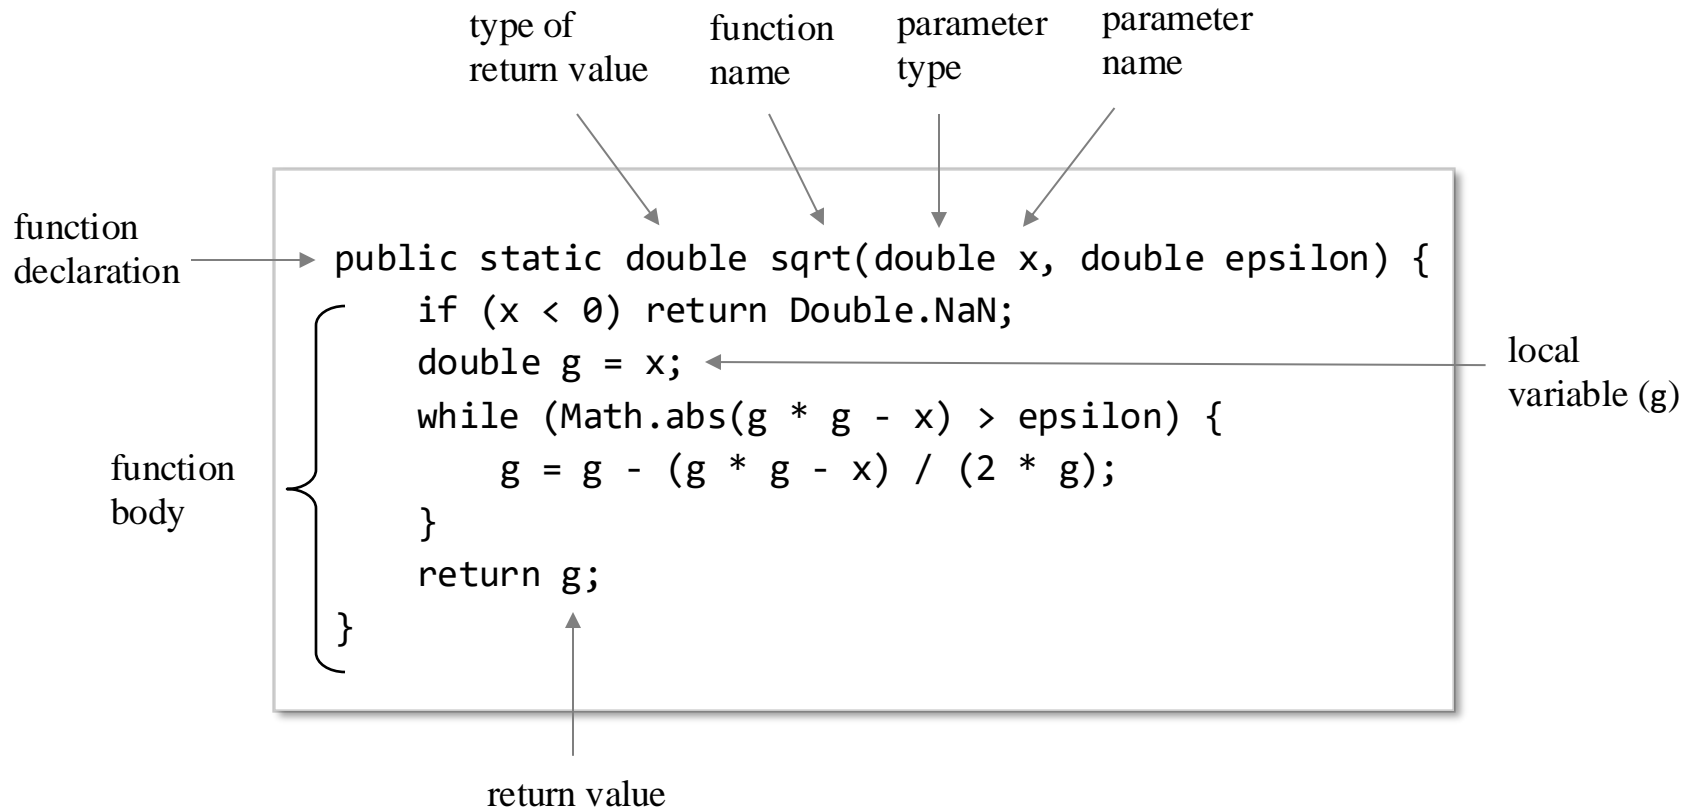 type of
return value
function
name
parameter
type
parameter
name
function
declaration
public static double sqrt(double x, double epsilon) {
if (x < 0) return Double.NaN;
double g = x;
while (Math.abs(g * g - x) > epsilon) {
g = g - (g * g - x) / (2 * g);
}
return g;
}
local
variable (g)
function
body
return value